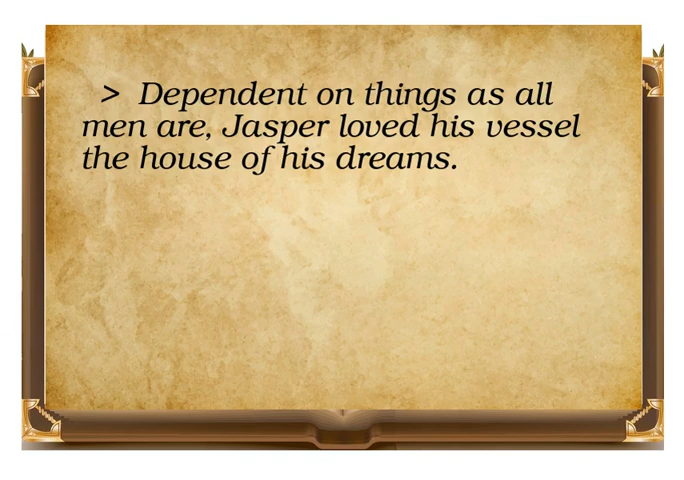 > Dependent on things as all
men are, Jasper loved his vessel
the house of his dreams.